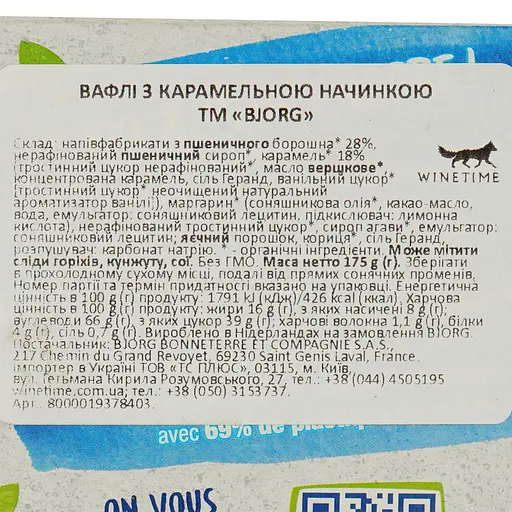 ВАФЛІ З КАРАМЕЛЬНОЮ НАЧИНКОЮ
ТМ «BJORG»
Склад: напівфабрикати з пшеничного борошна* 28%,
нерафінований пшеничний сироп*, карамель* 18%
(тростинний цукор нерафінований*, масло вершкове*,
концентрована карамель, сіль Геранд, ванільний цукор*
(тростинний цукор* неочищений натуральний
ароматизатор ванілі)), маргарин* (соняшникова олія*, какао-масло,
вода, емульгатор: соняшниковий лецитин, підкислювач: лимонна
кислота), нерафінований тростинний цукор*, сироп агави*, емульгатор:
соняшниковий лецитин; яєчний порошок, кориця*, сіль Геранд,
розпушувач: карбонат натрію. * - органічні інгредієнти. Може мітити
сліди горіхів, кунжуту, сої. Без ГМО. Маса нетто 175 g (г). Зберігати
в прохолодному сухому місці, подалі від прямих сонячних променів.
Номер партії та термін придатності вказано на упаковці. Енергетична
цінність в 100 g (г) продукту: 1791 kJ (кДж)/426 kcal (ккал). Харчова
цінність в 100 g (г) продукту: жири 16 g (г), з яких насичені 8 g (г);
вуглеводи 66 g (г), з яких цукор 39 g (г); харчові волокна 1,1 g (г), білки
4 g (г), сіль 0,7 g (г). Вироблено в Нідерландах на замовлення BJORG.
Постачальник: BJORG BONNETERRE ET COMPAGNIE S.A.S.,
217 Chemin du Grand Revoyet, 69230 Saint Genis Laval, France.
Імпортер в Україні ТОВ «ТС ПЛЮС», 03115, м. Київ,
вул. Гетьмана Кирила Розумовського, 27, тел.: +38 (044) 4505195
winetime.com.ua; тел.: +38 (050) 3153737.
Арт.: 8000019378403.
WINETIME
avec 69% de
ON VOUS